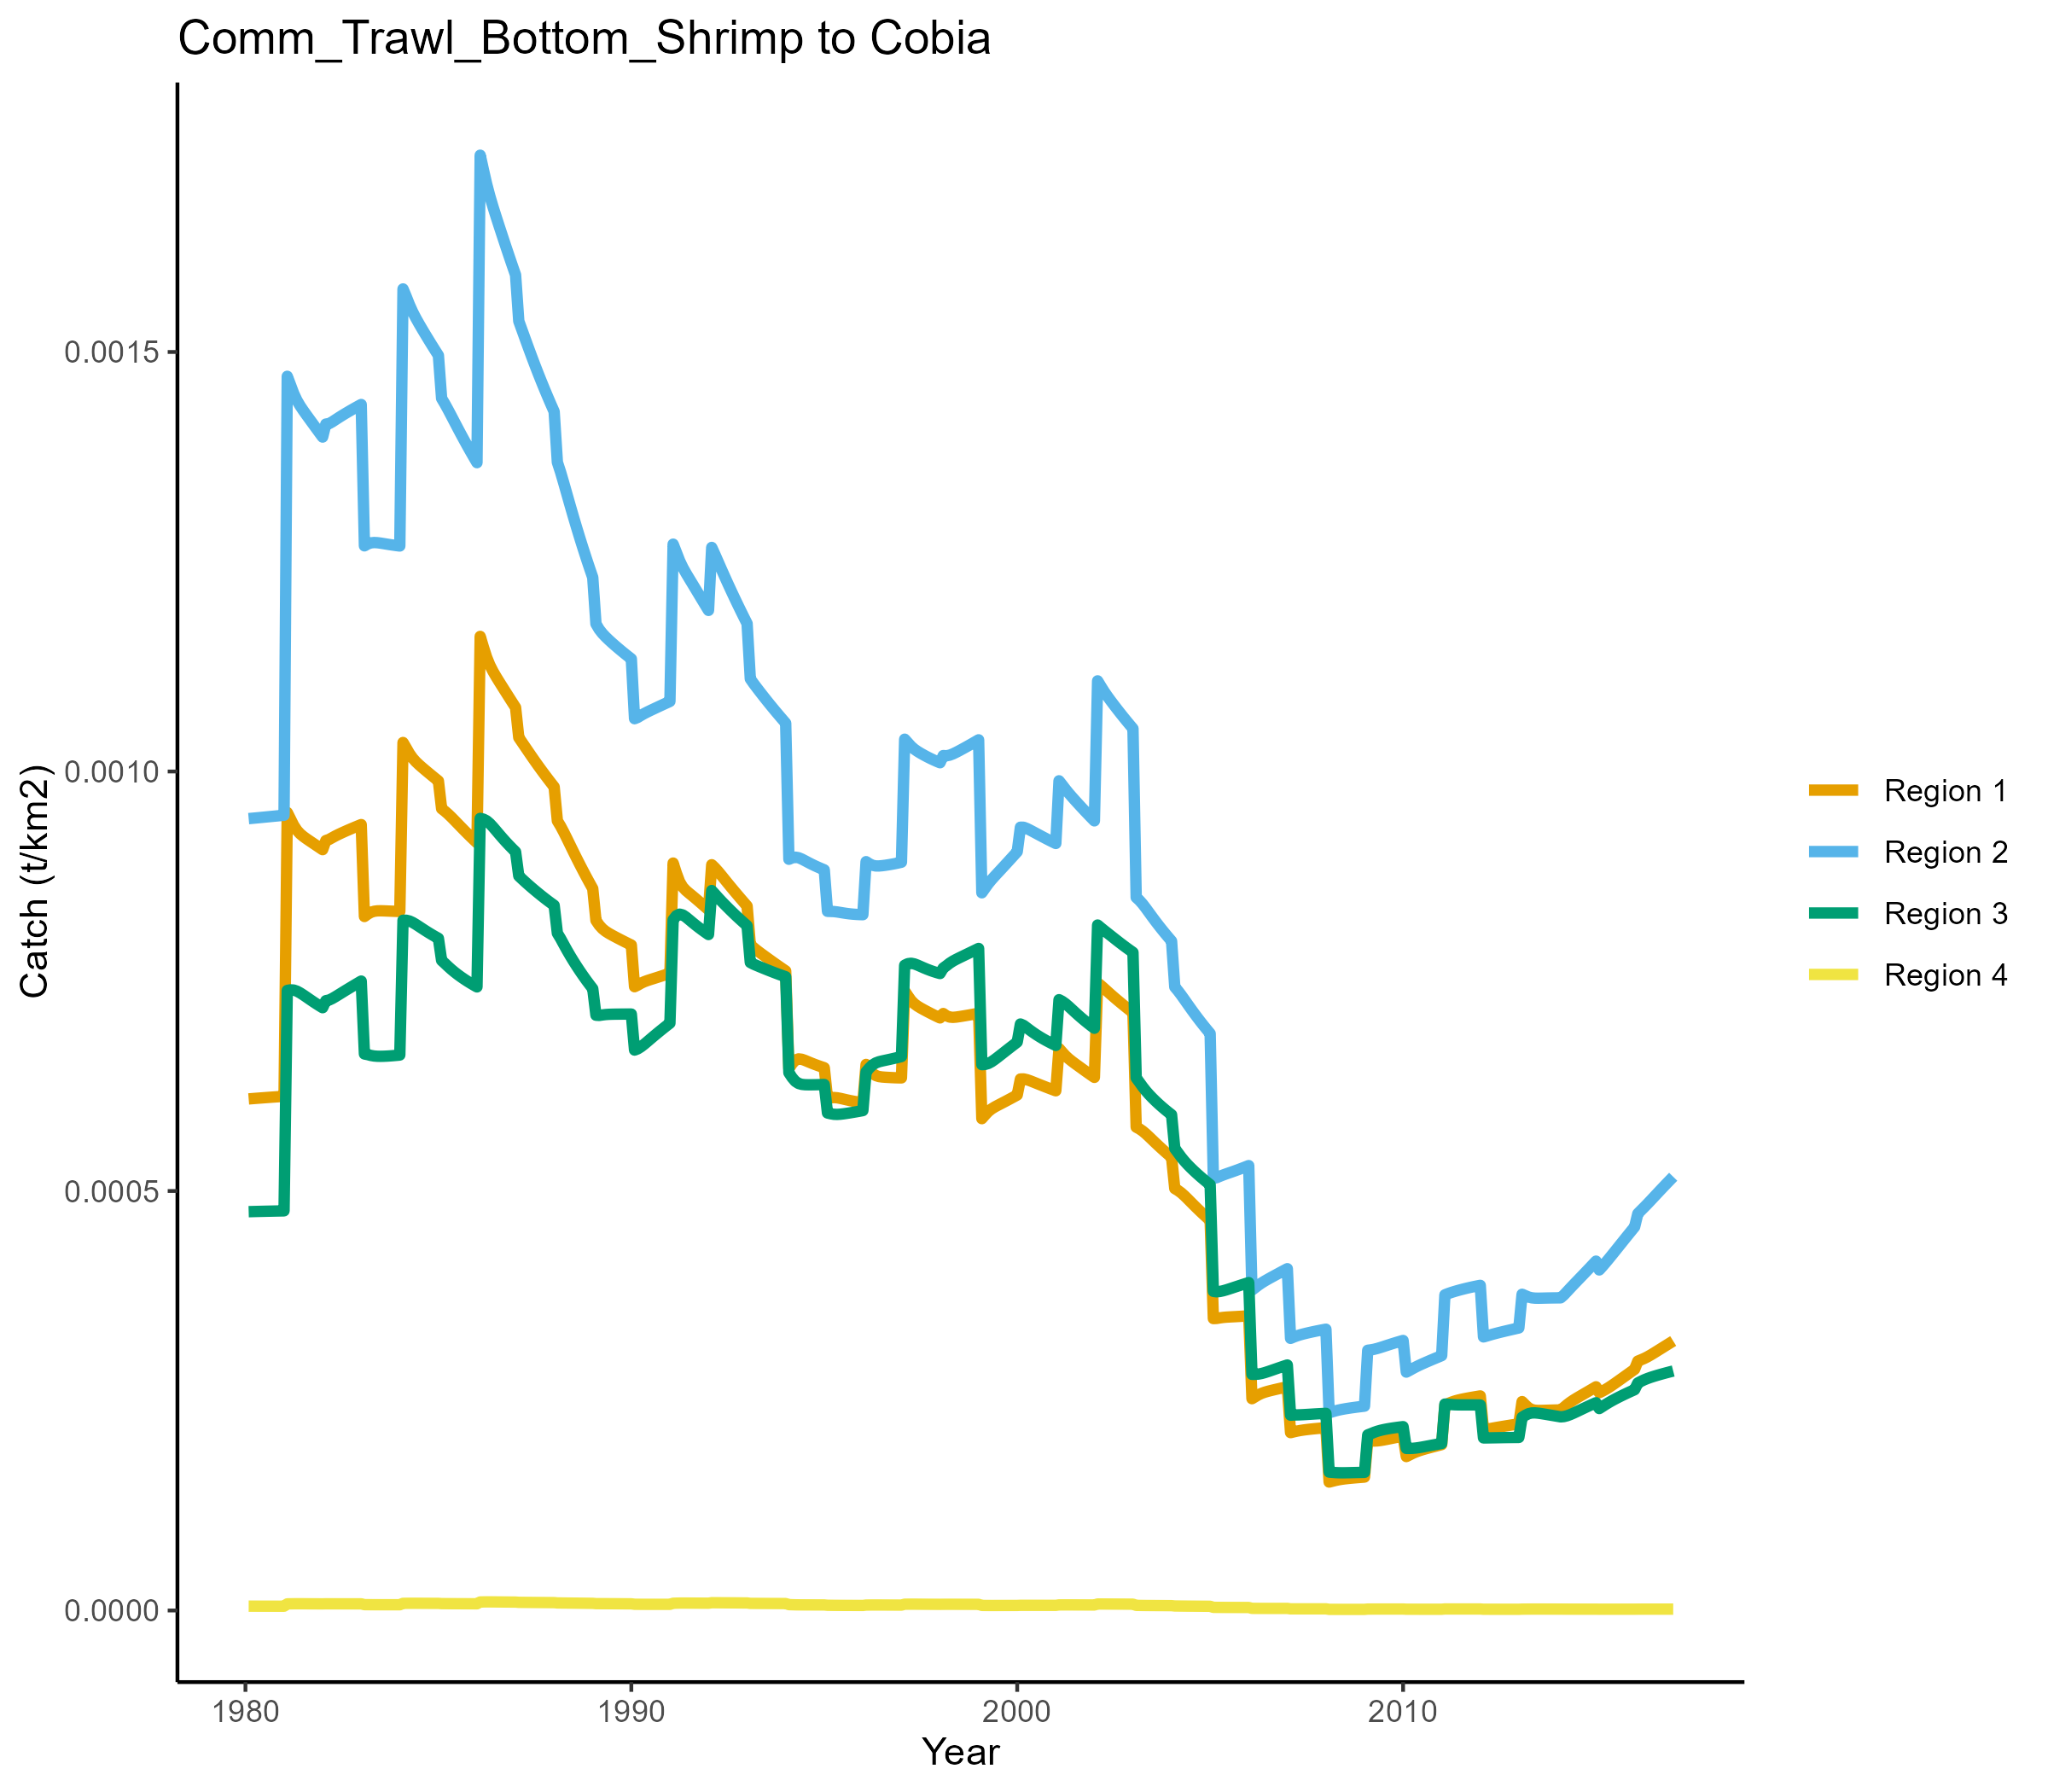 Comm_Trawl_Bottom_Shrimp to Cobia
Catch (t/km2)
0.0015
0.0010
0.0005
0.0000
1980
1990
2000
2010
Year
Region 1
Region 2
Region 3
Region 4